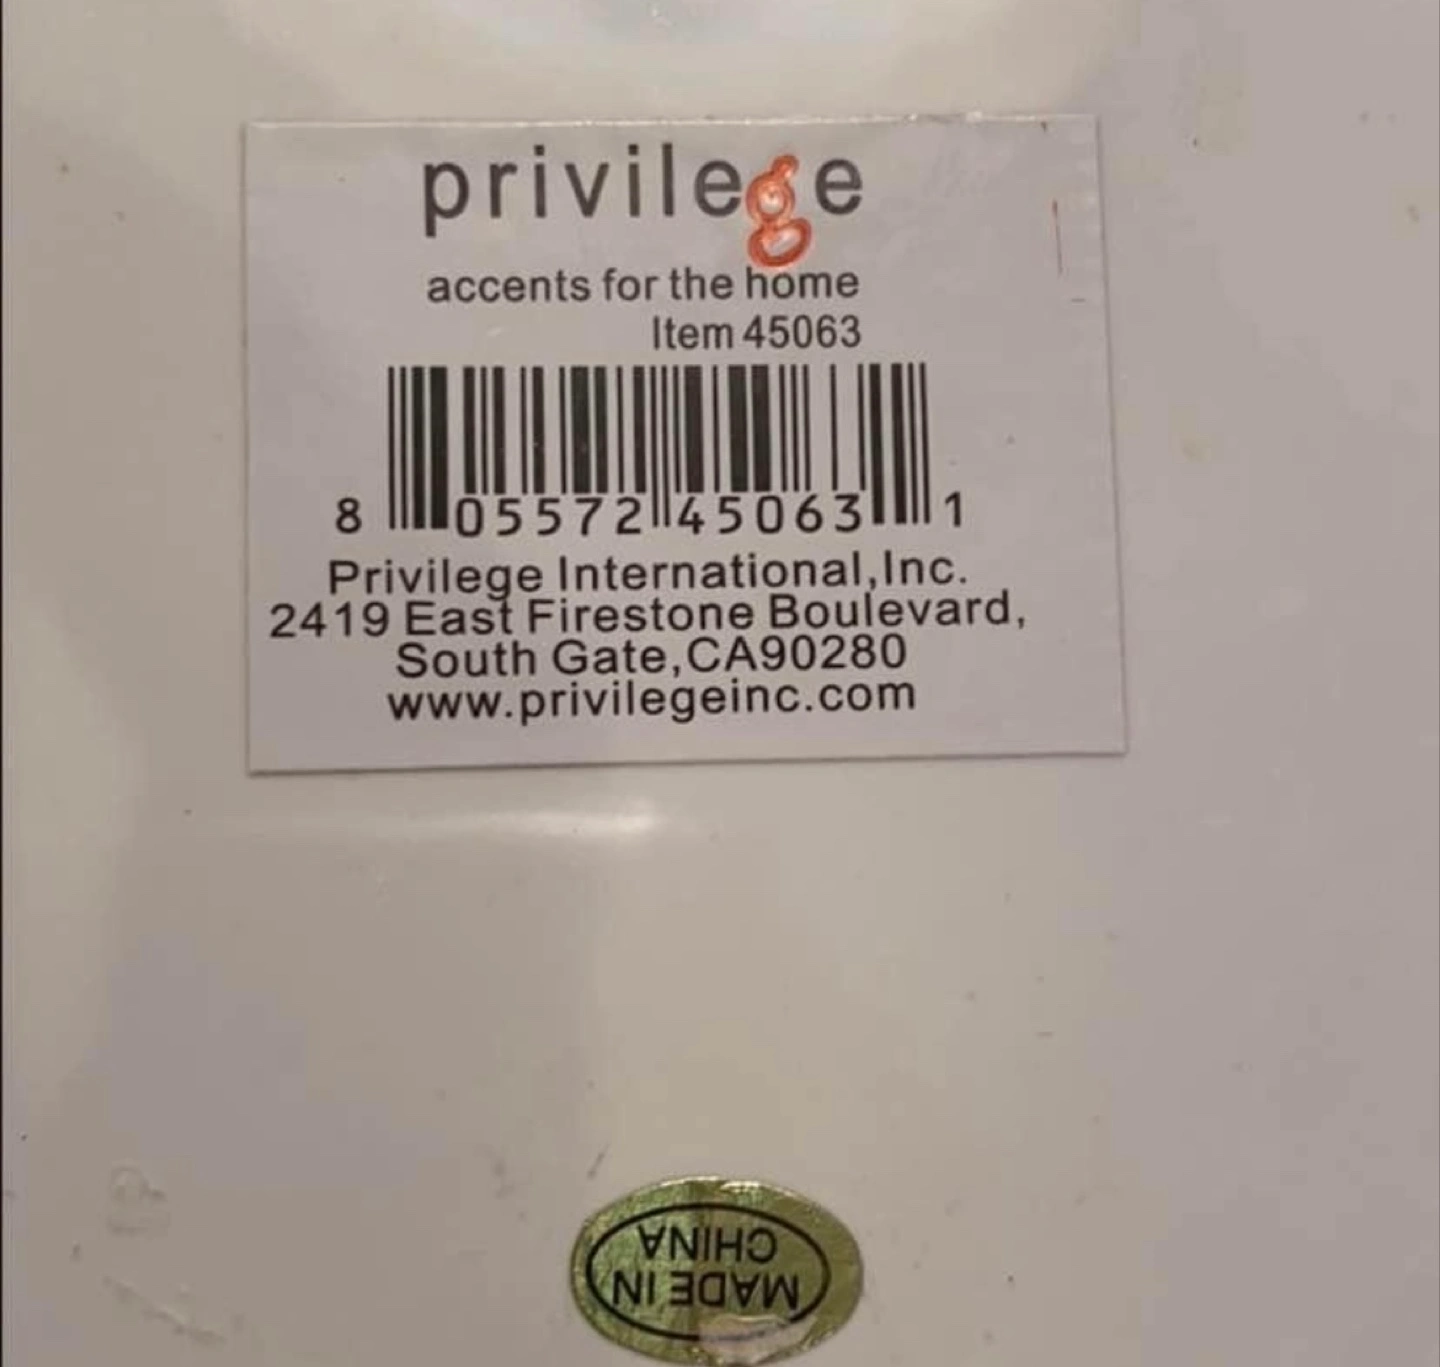 privilege
accents for the home
Item 45063
8 05572 45063 1
Privilege International,Inc.
2419 East Firestone Boulevard,
South Gate,CA90280
www.privilegeinc.com
MADE IN
CHINA